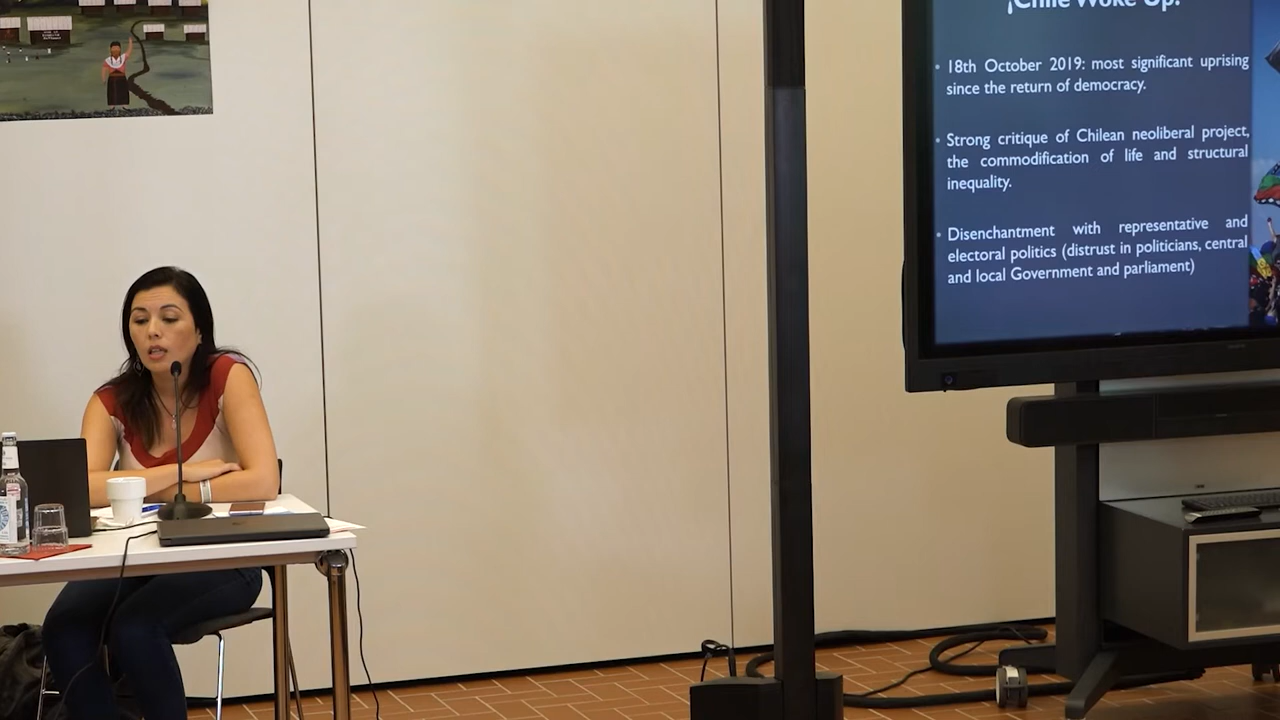 ¡Chile Woke Up!
• 18th October 2019: most significant uprising
since the return of democracy.
• Strong critique of Chilean neoliberal project,
the commodification of life and structural
inequality.
• Disenchantment with representative and
electoral politics (distrust in politicians, central
and local Government and parliament)